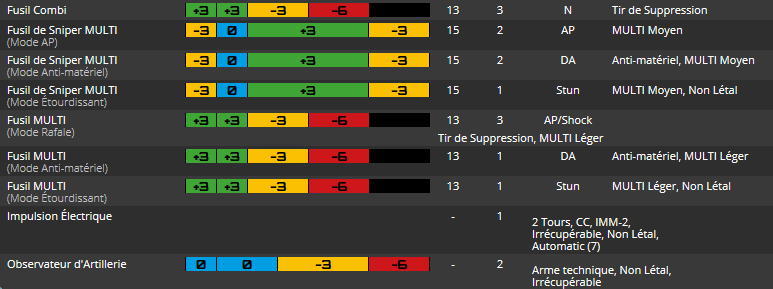 Fusil Combi +3 +3 -3 -6 13 3 N Tir de Suppression
Fusil de Sniper MULTI -3 0 +3 -3 15 2 AP MULTI Moyen
(Mode AP)
Fusil de Sniper MULTI -3 0 +3 -3 15 2 DA Anti-matériel, MULTI Moyen
(Mode Anti-matériel)
Fusil de Sniper MULTI -3 0 +3 -3 15 1 Stun MULTI Moyen, Non Létal
(Mode Étourdissant)
Fusil MULTI +3 +3 -3 -6 13 3 AP/Shock
(Mode Rafale)
Tir de Suppression, MULTI Léger
Fusil MULTI +3 +3 -3 -6 13 1 DA Anti-matériel, MULTI Léger
(Mode Anti-matériel)
Fusil MULTI +3 +3 -3 -6 13 1 Stun MULTI Léger, Non Létal
(Mode Étourdissant)
Impulsion Électrique - 1
2 Tours, CC, IMM-2,
Irrécupérable, Non Létal,
Automatic (7)
Observateur d'Artillerie 0 0 -3 -6 - 2
Arme technique, Non Létal,
Irrécupérable